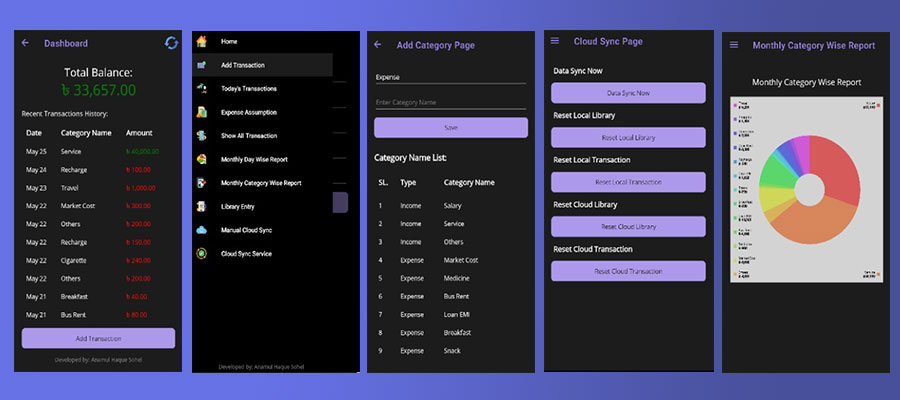 Dashboard
Total Balance:
৳ 33,657.00
Recent Transactions History:
Date Category Name Amount
May 25 Service ৳ 40,000.00
May 24 Recharge ৳ 100.00
May 23 Travel ৳ 1,000.00
May 22 Market Cost ৳ 300.00
May 22 Others ৳ 200.00
May 22 Recharge ৳ 150.00
May 22 Cigarette ৳ 240.00
May 22 Others ৳ 200.00
May 21 Breakfast ৳ 40.00
May 21 Bus Rent ৳ 80.00
Add Transaction
Developed by: Anamul Haque Sohel
Home
Add Transaction
Today's Transactions
Expense Assumption
Show All Transaction
Monthly Day Wise Report
Monthly Category Wise Report
Library Entry
Manual Cloud Sync
Cloud Sync Service
Developed by: Anamul Haque Sohel
Add Category Page
Expense
Enter Category Name
Save
Category Name List:
SL. Type Category Name
1 Income Salary
2 Income Service
3 Income Others
4 Expense Market Cost
5 Expense Medicine
6 Expense Bus Rent
7 Expense Loan EMI
8 Expense Breakfast
9 Expense Snack
Cloud Sync Page
Data Sync Now
Data Sync Now
Reset Local Library
Reset Local Library
Reset Local Transaction
Reset Local Transaction
Reset Cloud Library
Reset Cloud Library
Reset Cloud Transaction
Reset Cloud Transaction
Monthly Category Wise Report
Monthly Category Wise Report